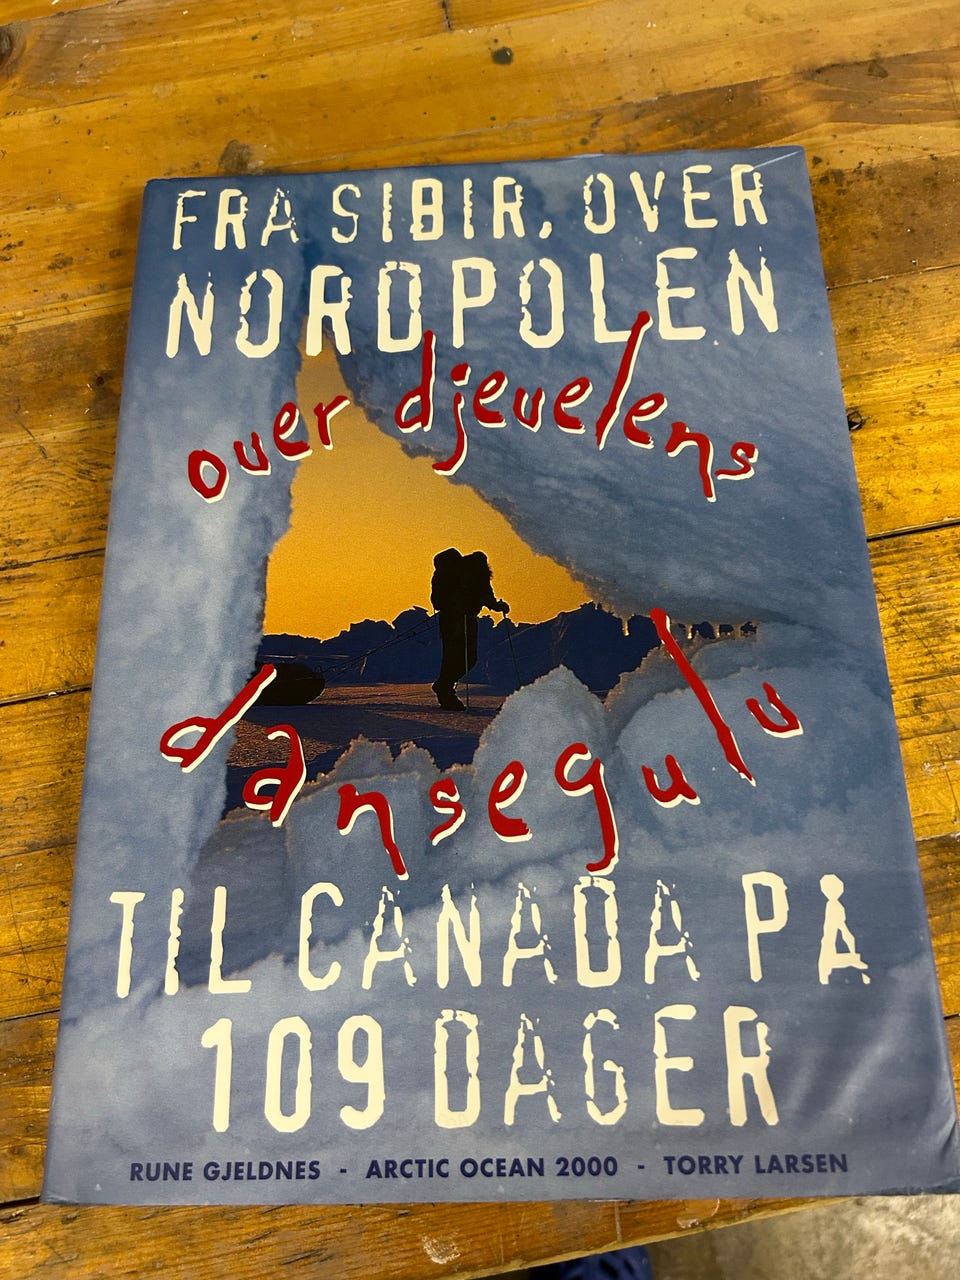 FRA SIBIR, OVER
NORDPOLEN
over djevelens
dansegulv
TIL CANADA PÅ
109 DAGER
RUNE GJELDNES - ARCTIC OCEAN 2000 - TORRY LARSEN